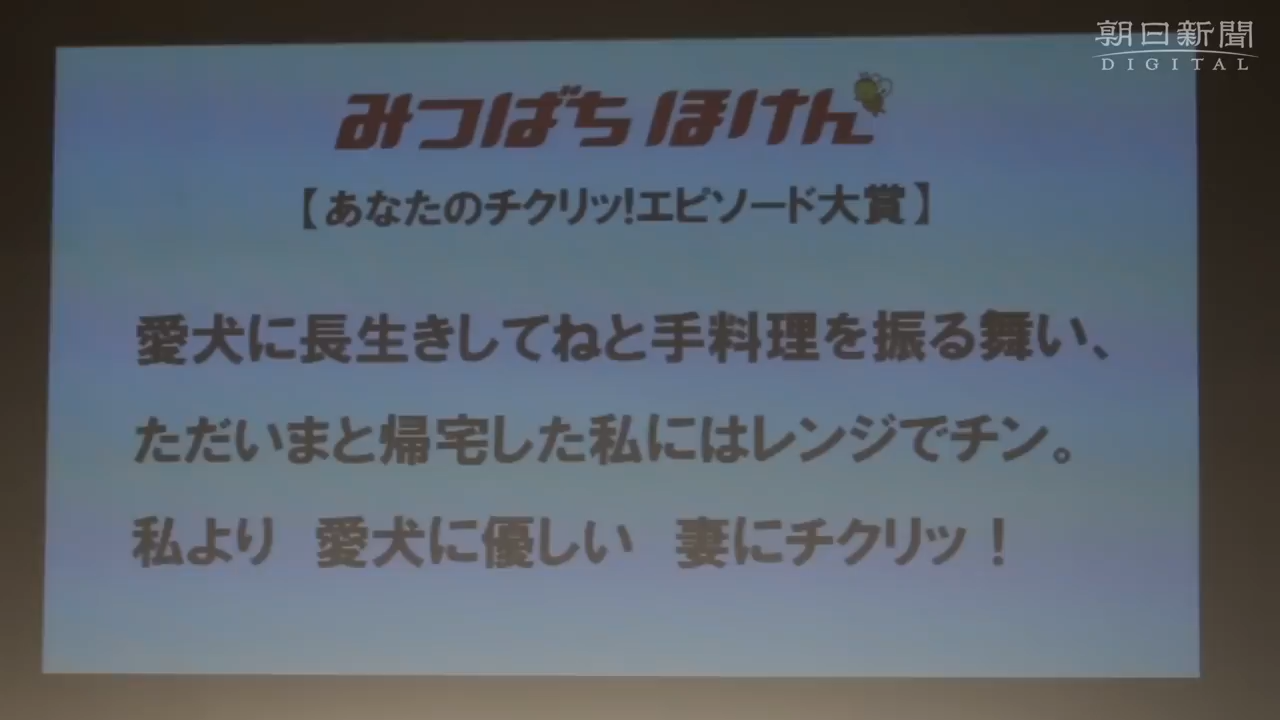 朝日新聞
DIGITAL
みつばち ほけん
【あなたのチクリッ!エピソード大賞】
愛犬に長生きしてねと手料理を振る舞い、
ただいまと帰宅した私にはレンジでチン。
私より　愛犬に優しい　妻にチクリッ！